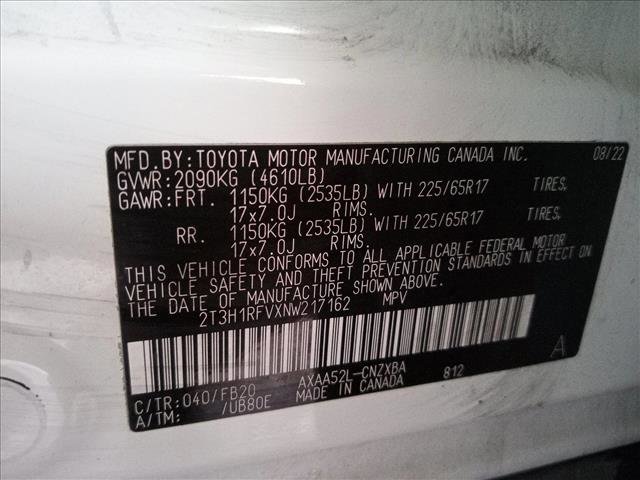 MFD.BY:TOYOTA MOTOR MANUFACTURING CANADA INC. 08/22
GVWR:2090KG (4610LB)
GAWR:FRT. 1150KG (2535LB) WITH 225/65R17 TIRES,
17x7.0J RIMS.
RR. 1150KG (2535LB) WITH 225/65R17 TIRES,
17x7.0J RIMS.
THIS VEHICLE CONFORMS TO ALL APPLICABLE FEDERAL MOTOR
VEHICLE SAFETY AND THEFT PREVENTION STANDARDS IN EFFECT ON
THE DATE OF MANUFACTURE SHOWN ABOVE.
2T3H1RFVXNW217162 MPV
A
C/TR:040/FB20 AXAA52L-CNZXBA 812
A/TM: /UB80E MADE IN CANADA